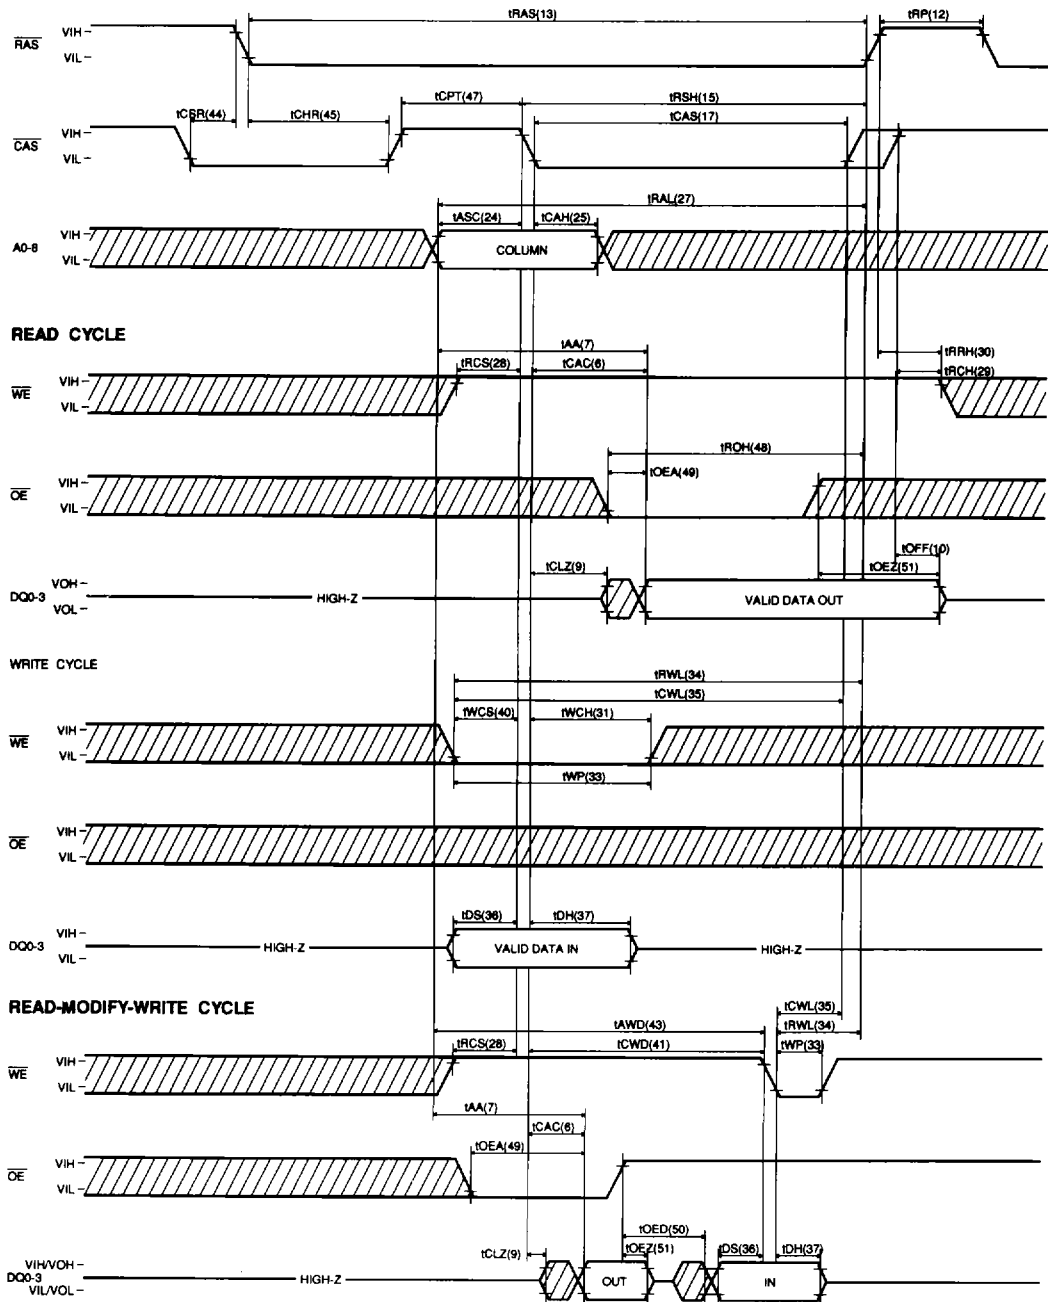 tRAS(13) tRP(12)
RAS VIH
VIL
tCSR(44) tCHR(45) tCPT(47) tRSH(15)
tCAS(17)
CAS VIH
VIL
tRAL(27)
tASC(24) tCAH(25)
A0-8 VIH
VIL
COLUMN
READ CYCLE
tAA(7) tRRH(30)
tRCS(28) tCAC(6) tRCH(29)
WE VIH
VIL
tROH(48)
tOEA(49)
OE VIH
VIL
tOFF(10)
tCLZ(9) tOEZ(51)
DQ0-3 VOH
VOL
HIGH-Z VALID DATA OUT
WRITE CYCLE
tRWL(34)
tCWL(35)
tWCS(40) tWCH(31)
WE VIH
VIL
tWP(33)
OE VIH
VIL
tDS(36) tDH(37)
DQ0-3 VIH
VIL
HIGH-Z VALID DATA IN HIGH-Z
READ-MODIFY-WRITE CYCLE
tCWL(35)
tAWD(43) tRWL(34)
tRCS(28) tCWD(41) tWP(33)
WE VIH
VIL
tAA(7)
tCAC(6)
tOEA(49)
OE VIH
VIL
tOED(50)
tCLZ(9) tOEZ(51) tDS(36) tDH(37)
VIH/VOH
DQ0-3
VIL/VOL
HIGH-Z OUT IN